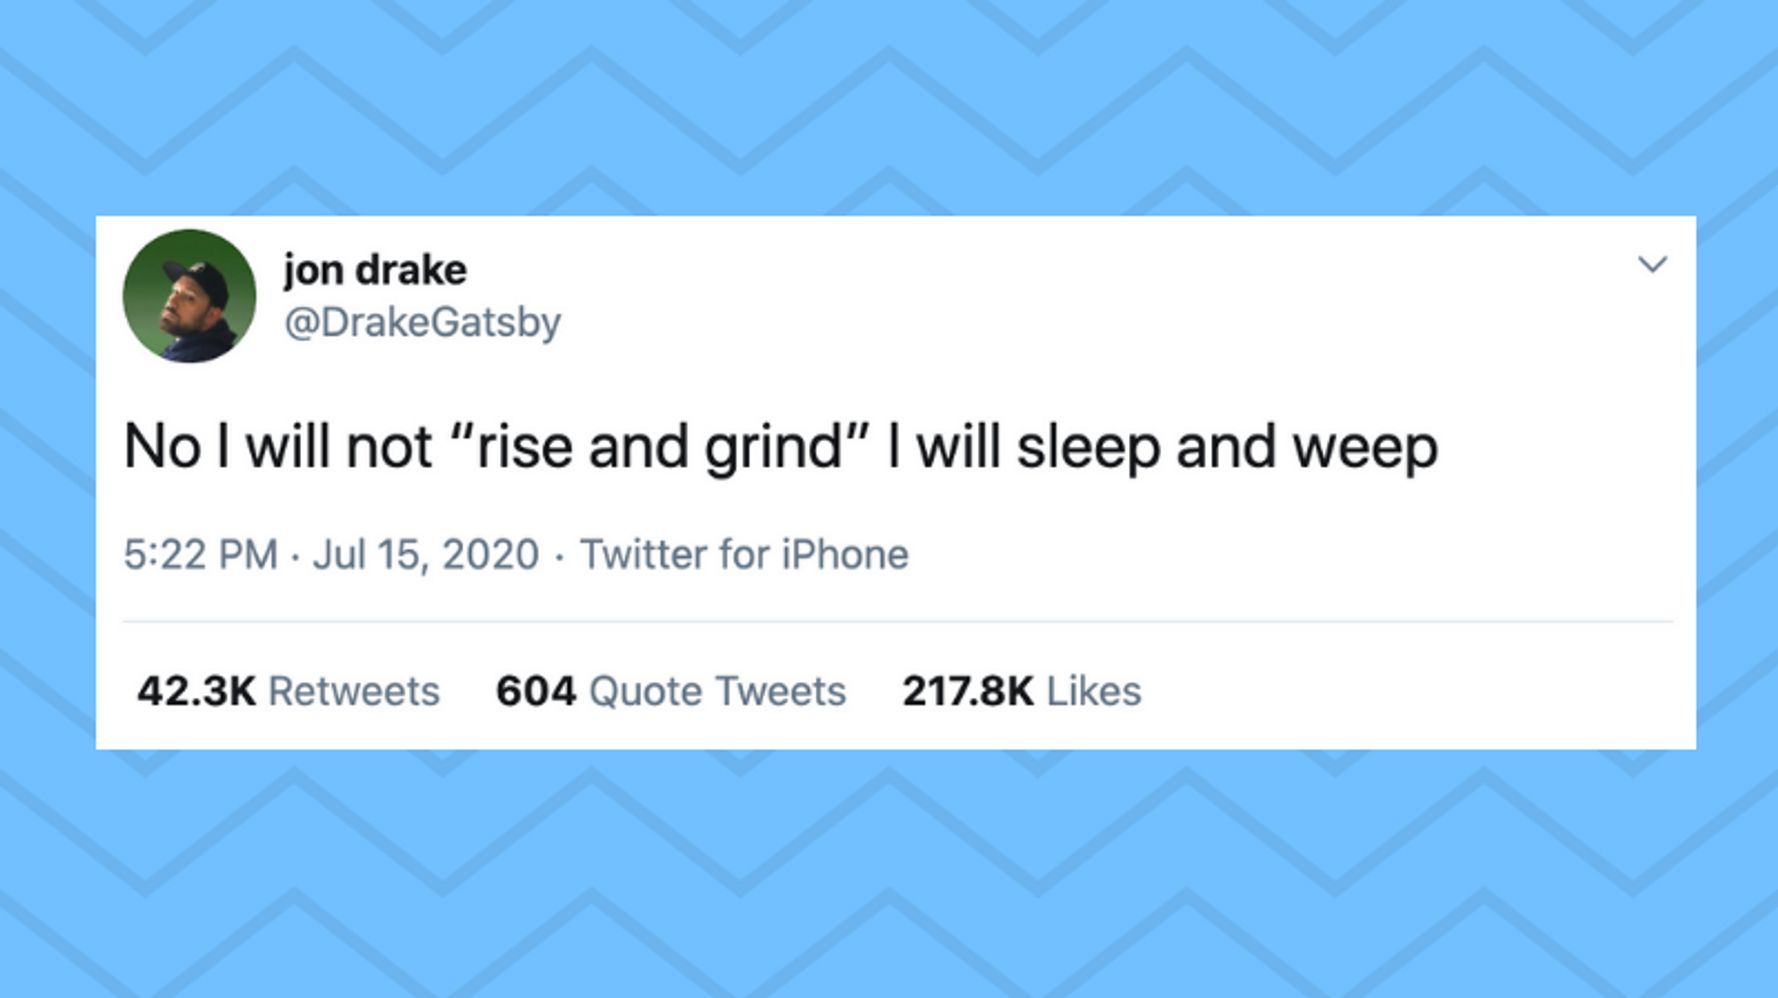 jon drake
@DrakeGatsby
No I will not “rise and grind” I will sleep and weep
5:22 PM · Jul 15, 2020 · Twitter for iPhone
42.3K Retweets 604 Quote Tweets 217.8K Likes